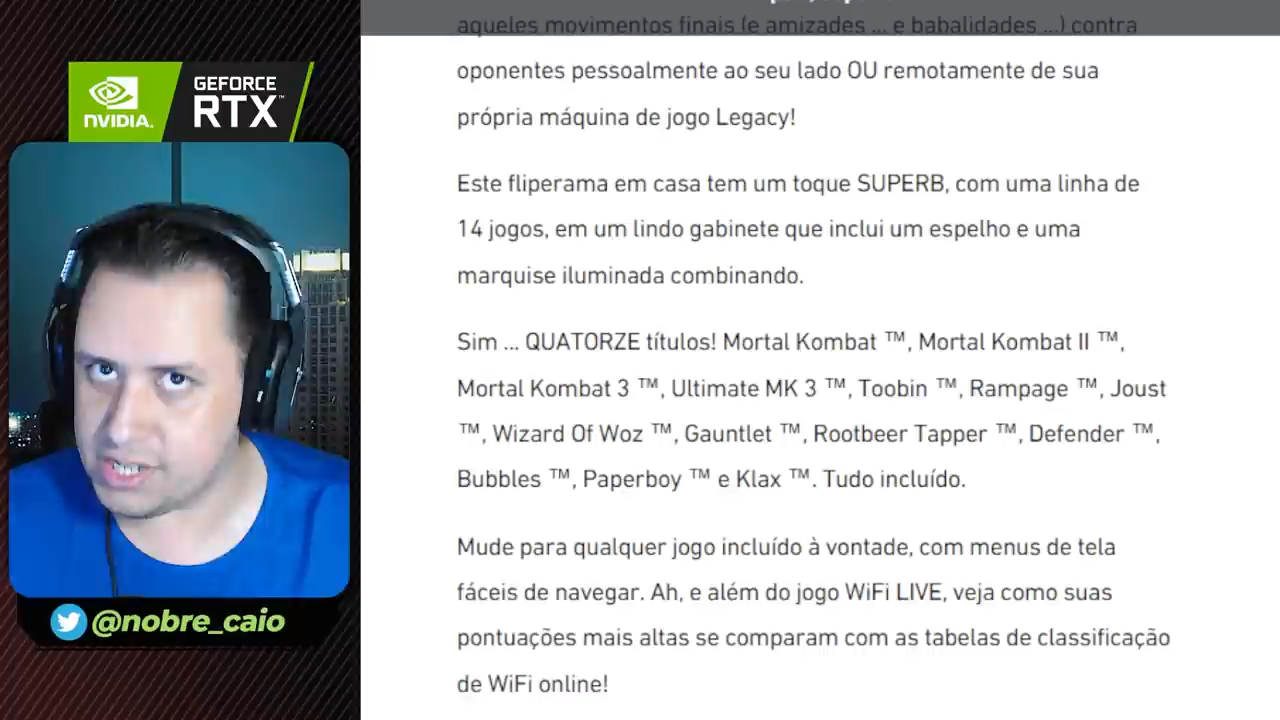 aqueles movimentos finais (e amizades ... e babalidades ...) contra
oponentes pessoalmente ao seu lado OU remotamente de sua
própria máquina de jogo Legacy!
Este fliperama em casa tem um toque SUPERB, com uma linha de
14 jogos, em um lindo gabinete que inclui um espelho e uma
marquise iluminada combinando.
Sim ... QUATORZE títulos! Mortal Kombat ™, Mortal Kombat II ™,
Mortal Kombat 3 ™, Ultimate MK 3 ™, Toobin ™, Rampage ™, Joust
™, Wizard Of Woz ™, Gauntlet ™, Rootbeer Tapper ™, Defender ™,
Bubbles ™, Paperboy ™ e Klax ™. Tudo incluído.
Mude para qualquer jogo incluído à vontade, com menus de tela
fáceis de navegar. Ah, e além do jogo WiFi LIVE, veja como suas
pontuações mais altas se comparam com as tabelas de classificação
de WiFi online!
NVIDIA.
GEFORCE
RTX™
@nobre_caio